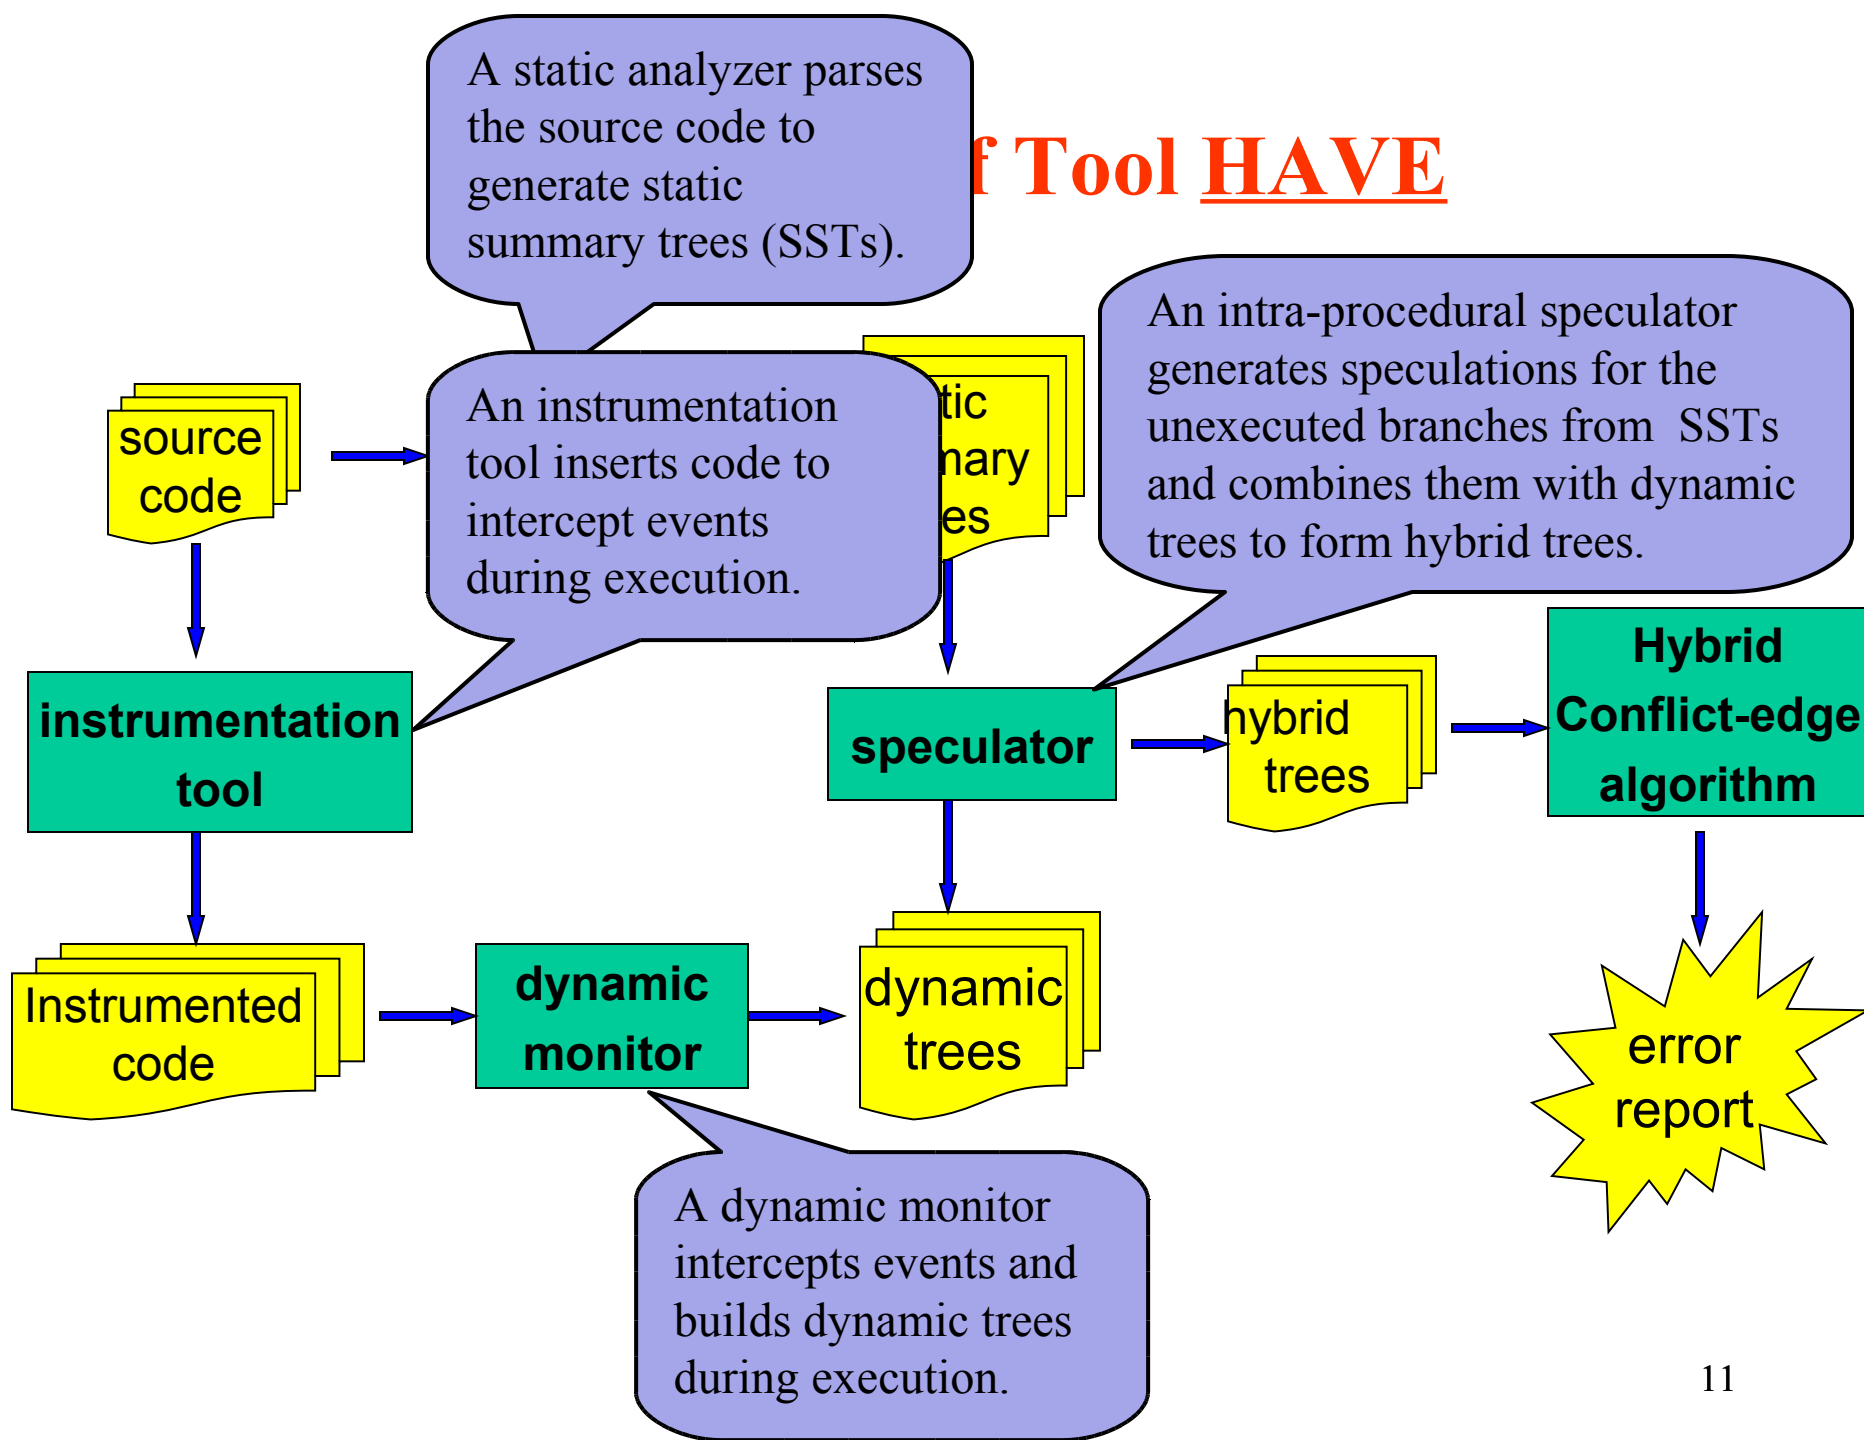 A static analyzer parses
the source code to
generate static
summary trees (SSTs).
Tool HAVE
An intra-procedural speculator
generates speculations for the
unexecuted branches from SSTs
and combines them with dynamic
trees to form hybrid trees.
An instrumentation
tool inserts code to
intercept events
during execution.
source
code
instrumentation
tool
speculator
hybrid
trees
Hybrid
Conflict-edge
algorithm
Instrumented
code
dynamic
monitor
dynamic
trees
error
report
A dynamic monitor
intercepts events and
builds dynamic trees
during execution.
11